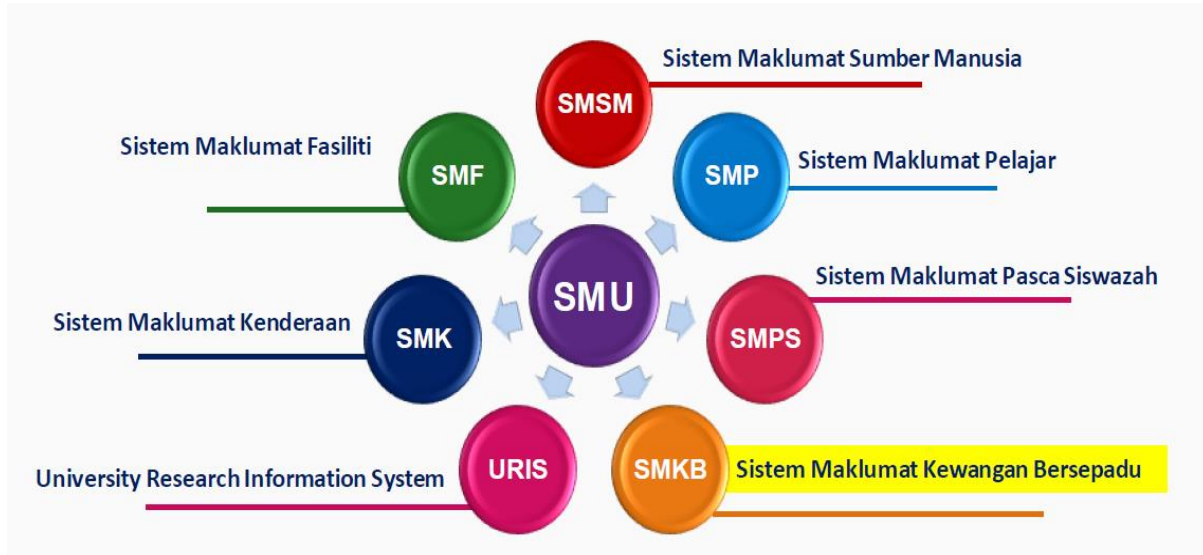 Sistem Maklumat Sumber Manusia
SMSM
Sistem Maklumat Fasiliti
SMF
SMP
Sistem Maklumat Pelajar
SMU
Sistem Maklumat Pasca Siswazah
SMPS
Sistem Maklumat Kenderaan
SMK
University Research Information System
URIS
SMKB
Sistem Maklumat Kewangan Bersepadu